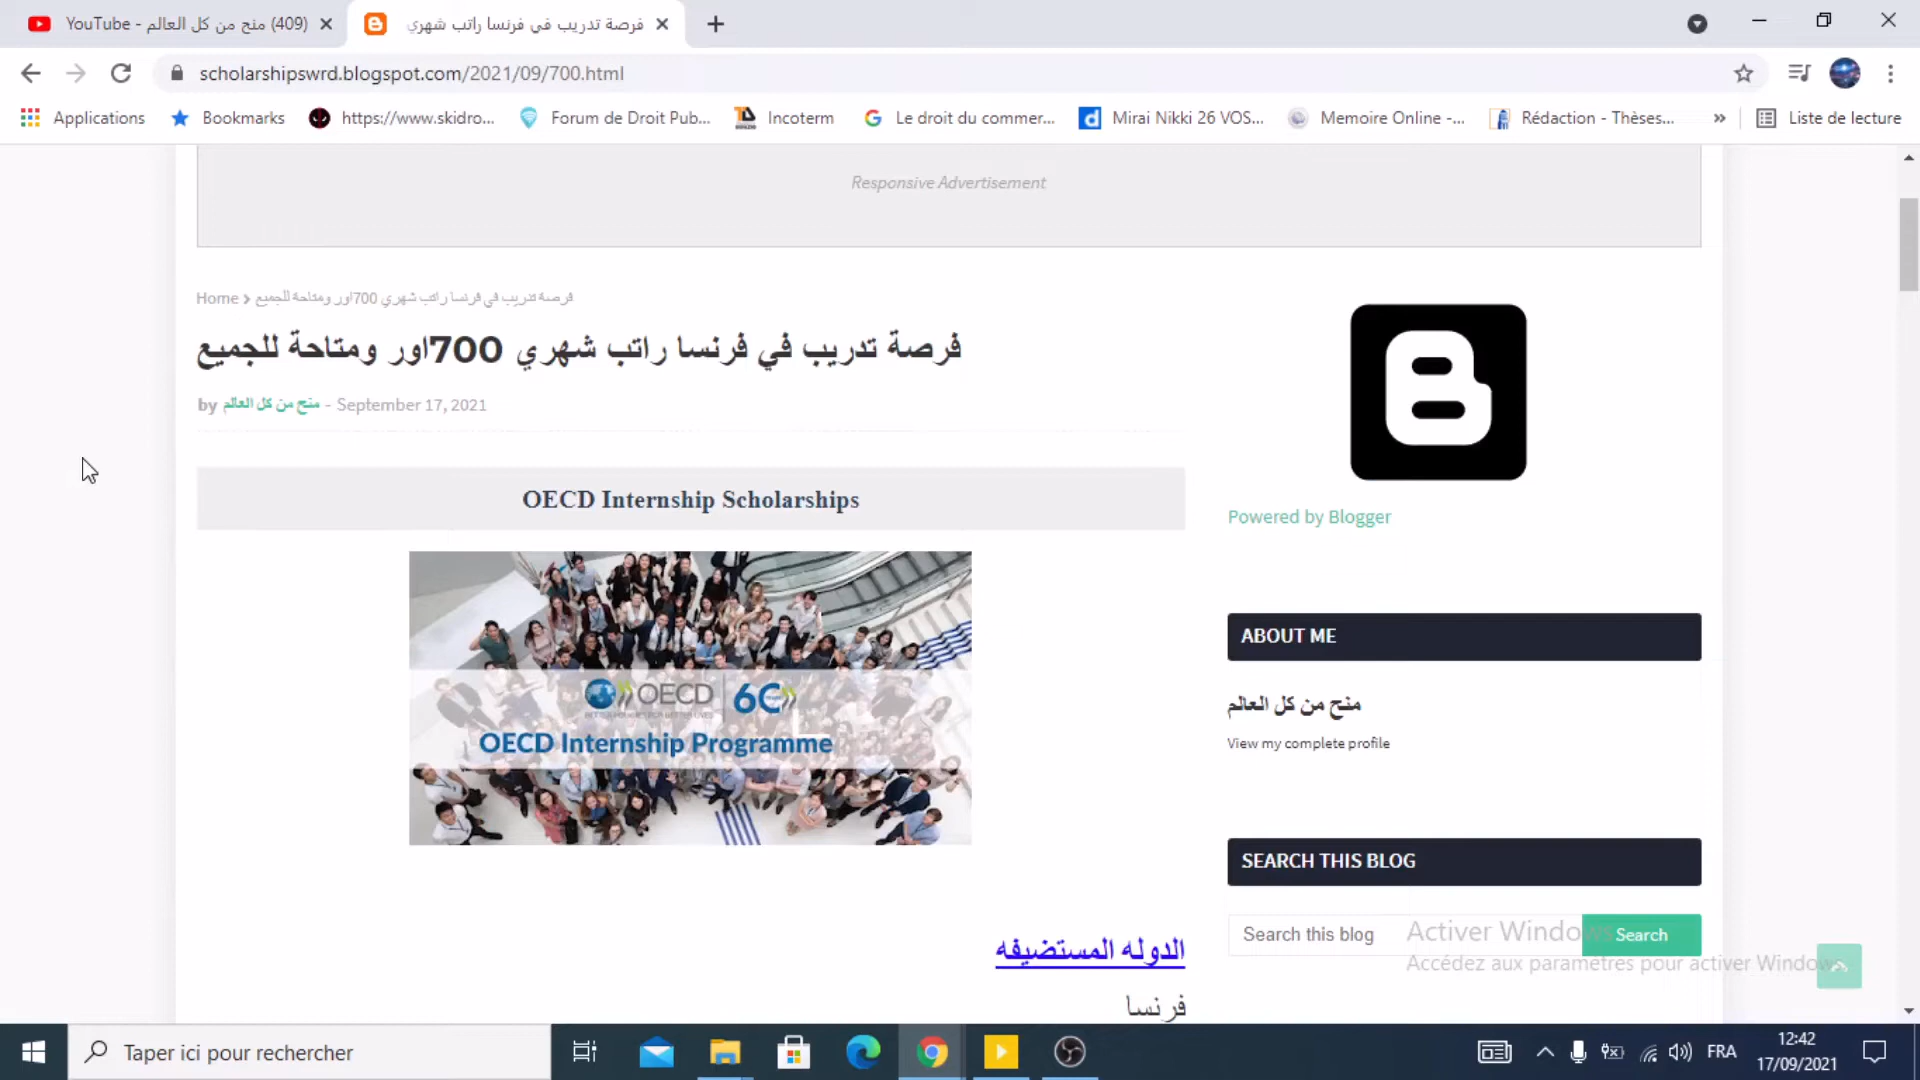 YouTube - منح من كل العالم (409)
فرصة تدريب في فرنسا راتب شهري
scholarshipswrd.blogspot.com/2021/09/700.html
Applications
Bookmarks
https://www.skidro...
Forum de Droit Pub...
Incoterm
Le droit du commer...
Mirai Nikki 26 VOS...
Memoire Online -...
Rédaction - Thèses...
»
Liste de lecture
Responsive Advertisement
Home › فرصة تدريب في فرنسا راتب شهري 700اور ومتاحة للجميع
فرصة تدريب في فرنسا راتب شهري 700اور ومتاحة للجميع
by منح من كل العالم - September 17, 2021
OECD Internship Scholarships
OECD
BETTER POLICIES FOR BETTER LIVES
OECD Internship Programme
الدوله المستضيفه
فرنسا
Powered by Blogger
ABOUT ME
منح من كل العالم
View my complete profile
SEARCH THIS BLOG
Search this blog
Search
Activer Windows
Accédez aux paramètres pour activer Windows
Taper ici pour rechercher
FRA
12:42
17/09/2021